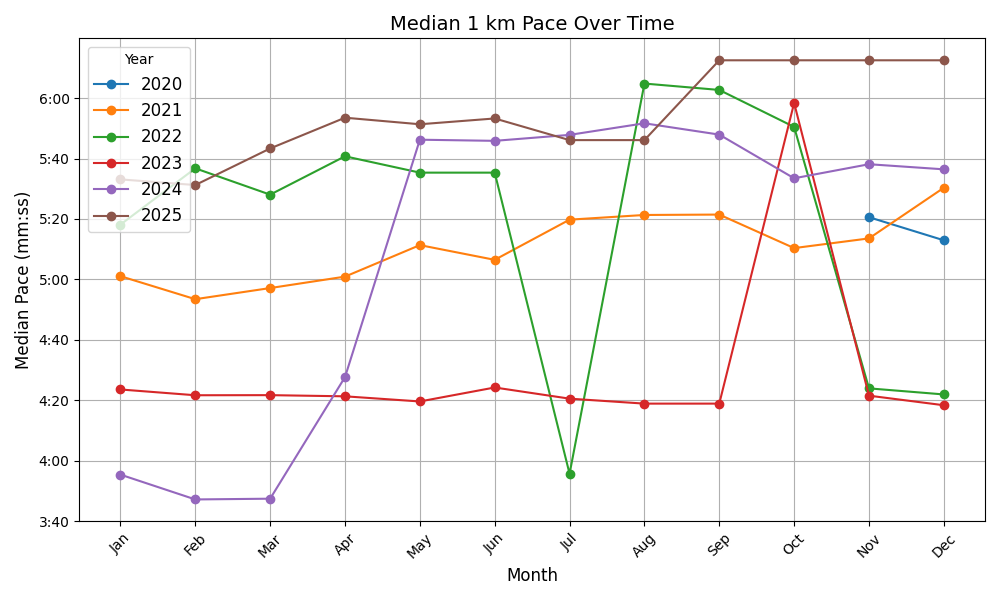 Median 1 km Pace Over Time
Year
2020
2021
2022
2023
2024
2025
Median Pace (mm:ss)
6:00
5:40
5:20
5:00
4:40
4:20
4:00
3:40
Jan
Feb
Mar
Apr
May
Jun
Jul
Aug
Sep
Oct
Nov
Dec
Month